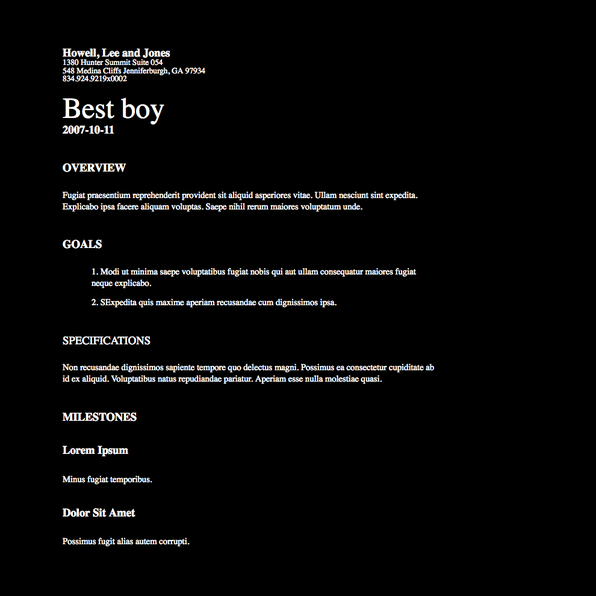 Howell, Lee and Jones
1380 Hunter Summit Suite 054
548 Medina Cliffs Jenniferburgh, GA 97934
834.924.9219x0002
Best boy
2007-10-11
OVERVIEW
Fugiat praesentium reprehenderit provident sit aliquid asperiores vitae. Ullam nesciunt sint expedita.
Explicabo ipsa facere aliquam voluptas. Saepe nihil rerum maiores voluptatum unde.
GOALS
1. Modi ut minima saepe voluptatibus fugiat nobis qui aut ullam consequatur maiores fugiat
neque explicabo.
2. SExpedita quis maxime aperiam recusandae cum dignissimos ipsa.
SPECIFICATIONS
Non recusandae dignissimos sapiente tempore quo delectus magni. Possimus ea consectetur cupiditate ab
id ex aliquid. Voluptatibus natus repudiandae pariatur. Aperiam esse nulla molestiae quasi.
MILESTONES
Lorem Ipsum
Minus fugiat temporibus.
Dolor Sit Amet
Possimus fugit alias autem corrupti.